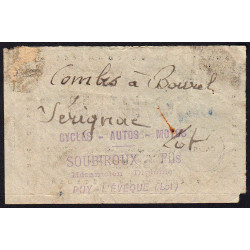 Combes à Bourel
Sérignac
Lot
CYCLES - AUTOS - MOTOS
SOUBIROUX & Fils
PUY-L'EVEQUE (Lot)